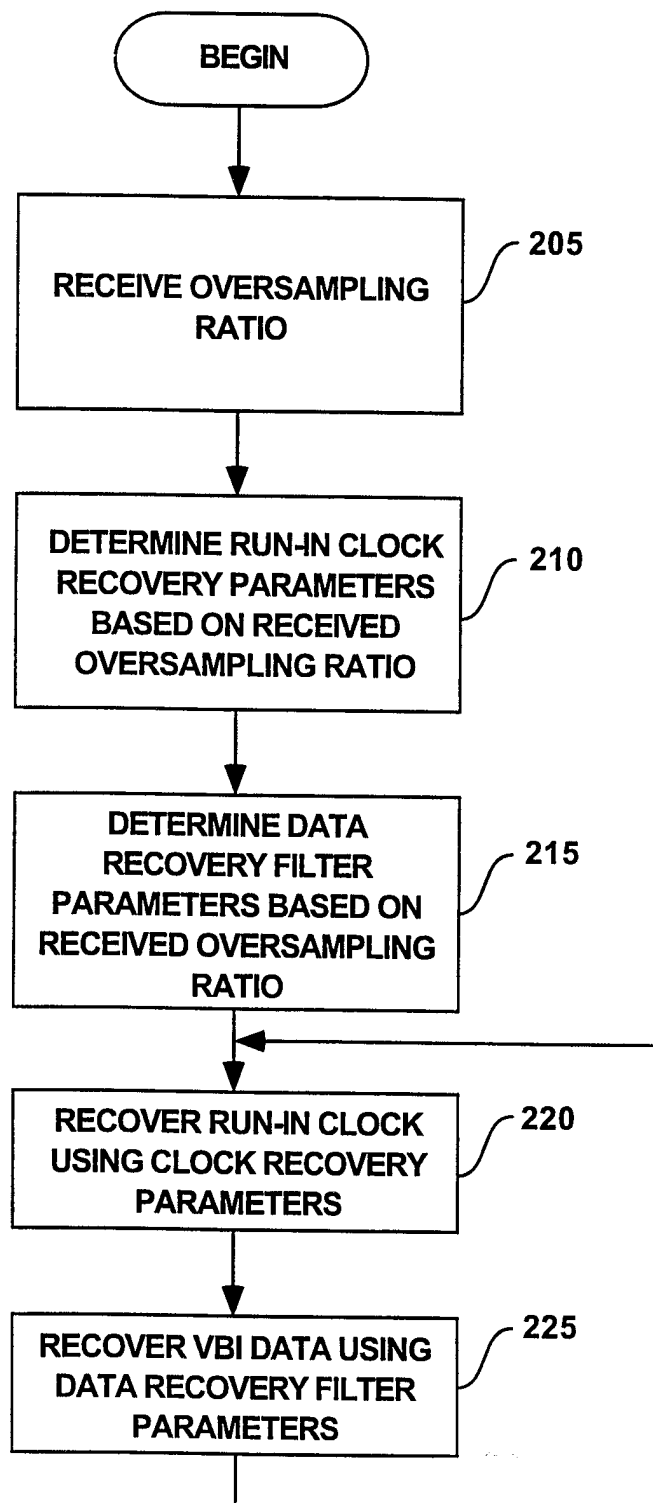 BEGIN
RECEIVE OVERSAMPLING
RATIO
205
DETERMINE RUN-IN CLOCK
RECOVERY PARAMETERS
BASED ON RECEIVED
OVERSAMPLING RATIO
210
DETERMINE DATA
RECOVERY FILTER
PARAMETERS BASED ON
RECEIVED OVERSAMPLING
RATIO
215
RECOVER RUN-IN CLOCK
USING CLOCK RECOVERY
PARAMETERS
220
RECOVER VBI DATA USING
DATA RECOVERY FILTER
PARAMETERS
225